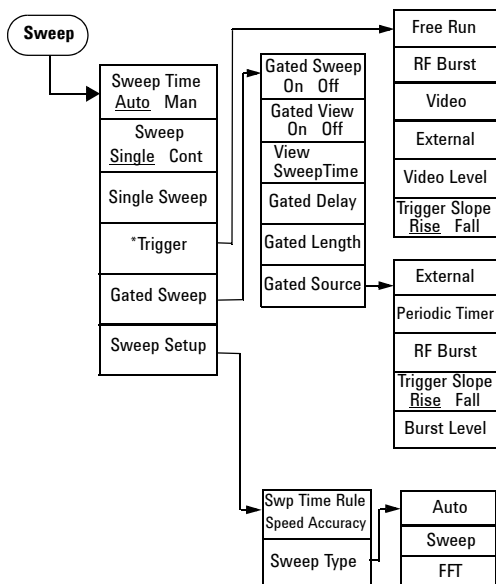 Sweep
Sweep Time
Auto Man
Sweep
Single Cont
Single Sweep
*Trigger
Gated Sweep
Sweep Setup
Gated Sweep
On Off
Gated View
On Off
View
SweepTime
Gated Delay
Gated Length
Gated Source
Free Run
RF Burst
Video
External
Video Level
Trigger Slope
Rise Fall
External
Periodic Timer
RF Burst
Trigger Slope
Rise Fall
Burst Level
Swp Time Rule
Speed Accuracy
Sweep Type
Auto
Sweep
FFT